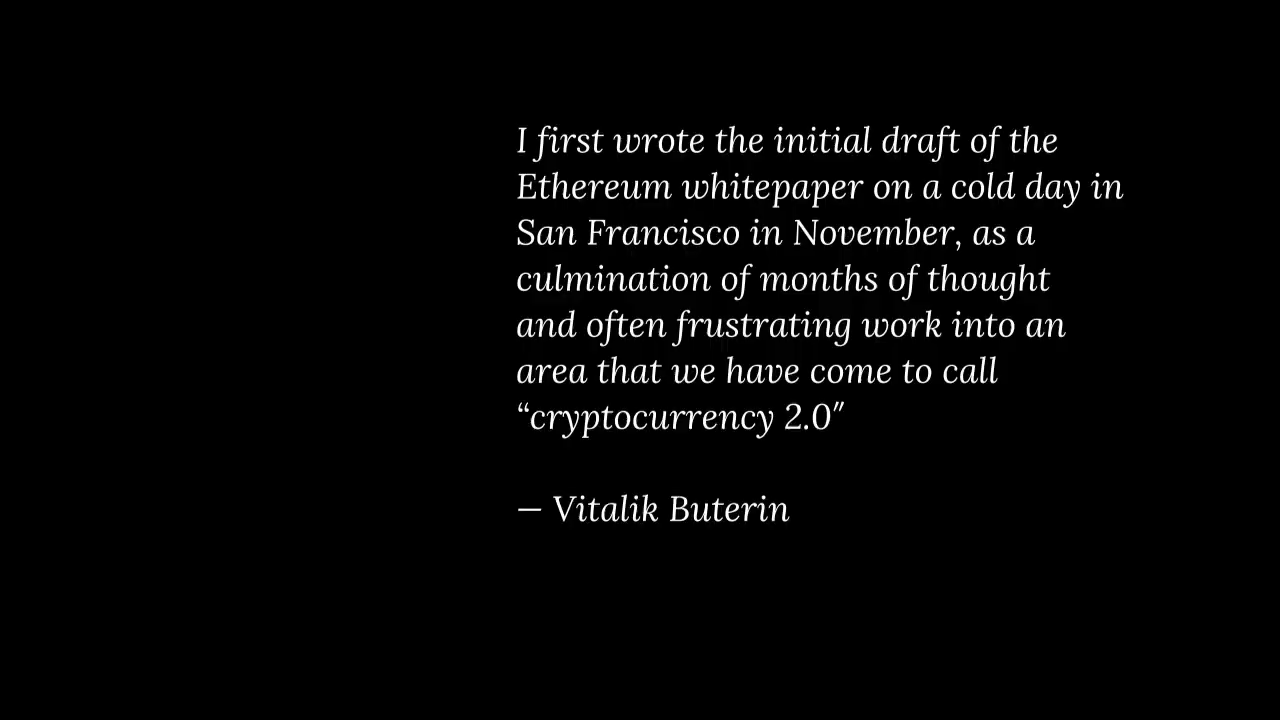 I first wrote the initial draft of the
Ethereum whitepaper on a cold day in
San Francisco in November, as a
culmination of months of thought
and often frustrating work into an
area that we have come to call
“cryptocurrency 2.0″
— Vitalik Buterin